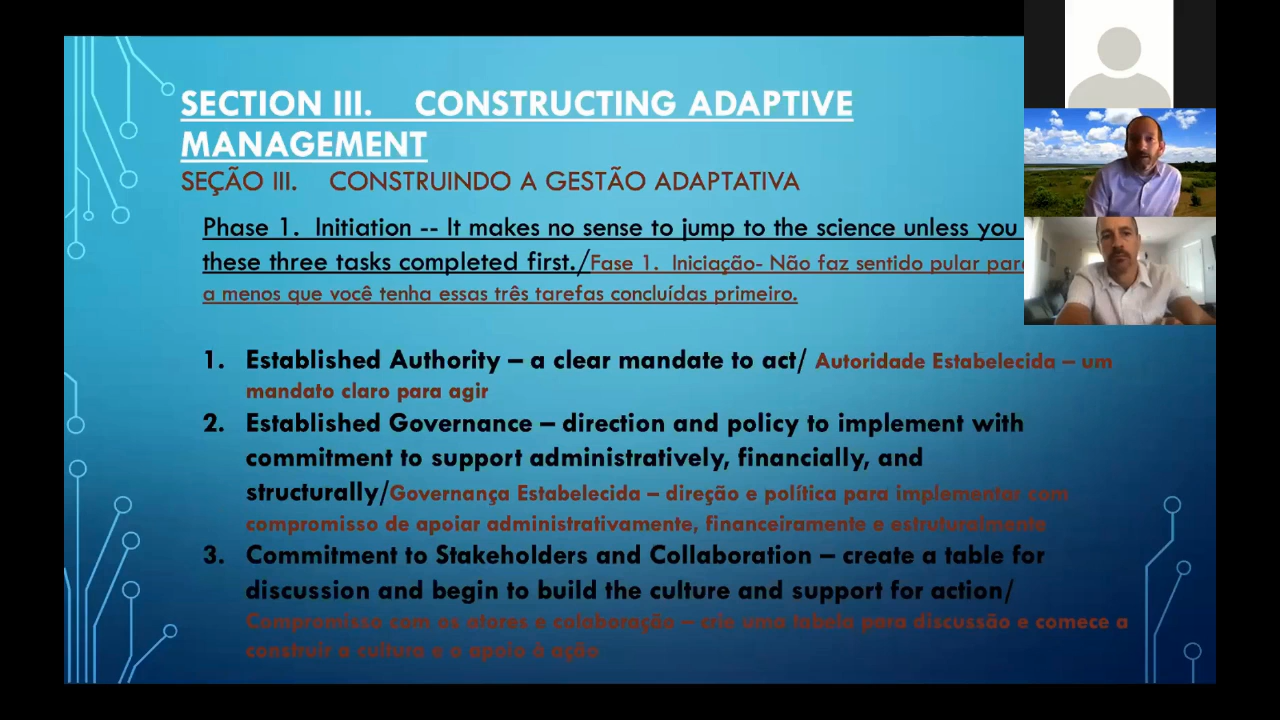 SECTION III. CONSTRUCTING ADAPTIVE
MANAGEMENT
SEÇÃO III. CONSTRUINDO A GESTÃO ADAPTATIVA
Phase 1. Initiation -- It makes no sense to jump to the science unless you
these three tasks completed first./Fase 1. Iniciação- Não faz sentido pular
a menos que você tenha essas três tarefas concluídas primeiro.
1. Established Authority – a clear mandate to act/ Autoridade Estabelecida – um
mandato claro para agir
2. Established Governance – direction and policy to implement with
commitment to support administratively, financially, and
structurally/Governança Estabelecida – direção e política para implementar com
compromisso de apoiar administrativamente, financeiramente e estruturalmente
3. Commitment to Stakeholders and Collaboration – create a table for
discussion and begin to build the culture and support for action/
Compromisso com os atores e colaboração – crie uma tabela para discussão e comece a
construir a cultura e o apoio à ação